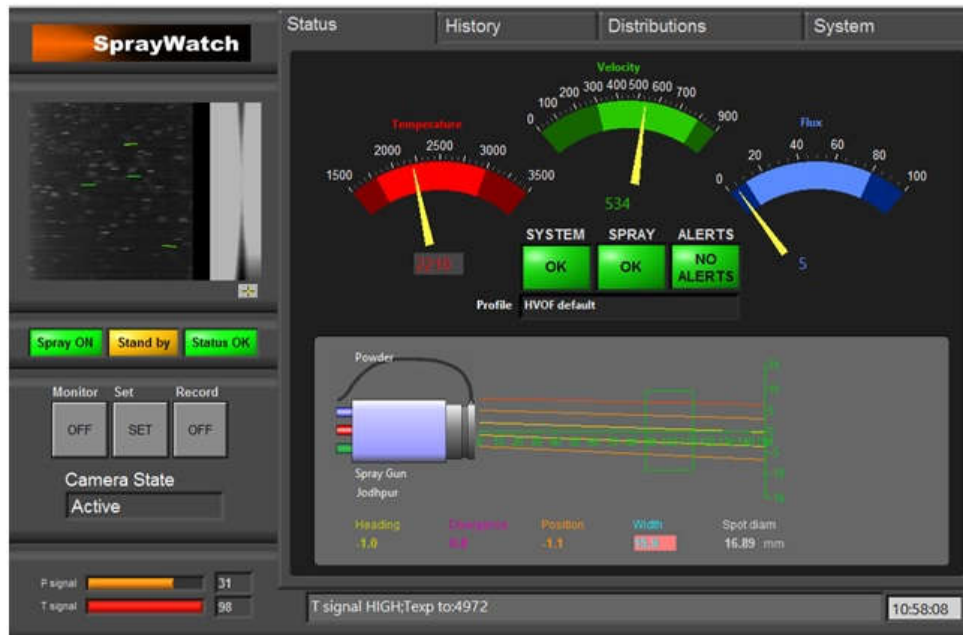 SprayWatch
Status
History
Distributions
System
Velocity
0
100
200
300
400
500
600
700
900
Temperature
1500
2000
2500
3000
3500
Flux
0
20
40
60
80
100
534
5
SYSTEM
SPRAY
ALERTS
OK
OK
NO
ALERTS
Profile
HVOF default
Spray ON
Stand by
Status OK
Monitor
Set
Record
OFF
SET
OFF
Camera State
Active
Powder
Spray Gun
Jodhpur
Heading
Position
Width
Spot diam
-1.0
-1.1
16.89 mm
P signal
31
T signal
98
T signal HIGH;Texp to:4972
10:58:08